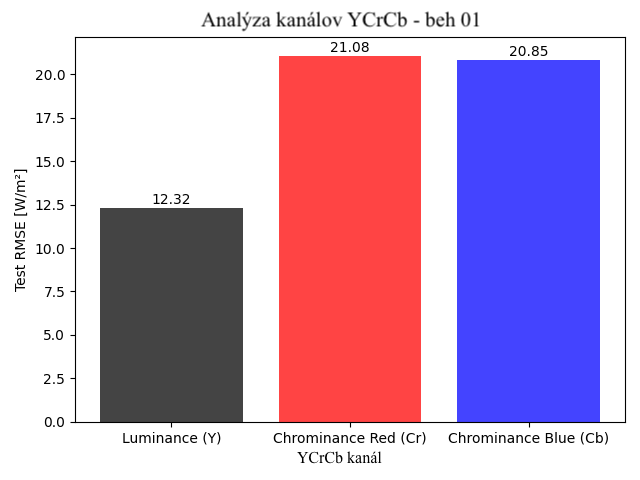 Analýza kanálov YCrCb - beh 01
Test RMSE [W/m²]
20.0
17.5
15.0
12.5
10.0
7.5
5.0
2.5
0.0
12.32
21.08
20.85
Luminance (Y)
Chrominance Red (Cr)
Chrominance Blue (Cb)
YCrCb kanál